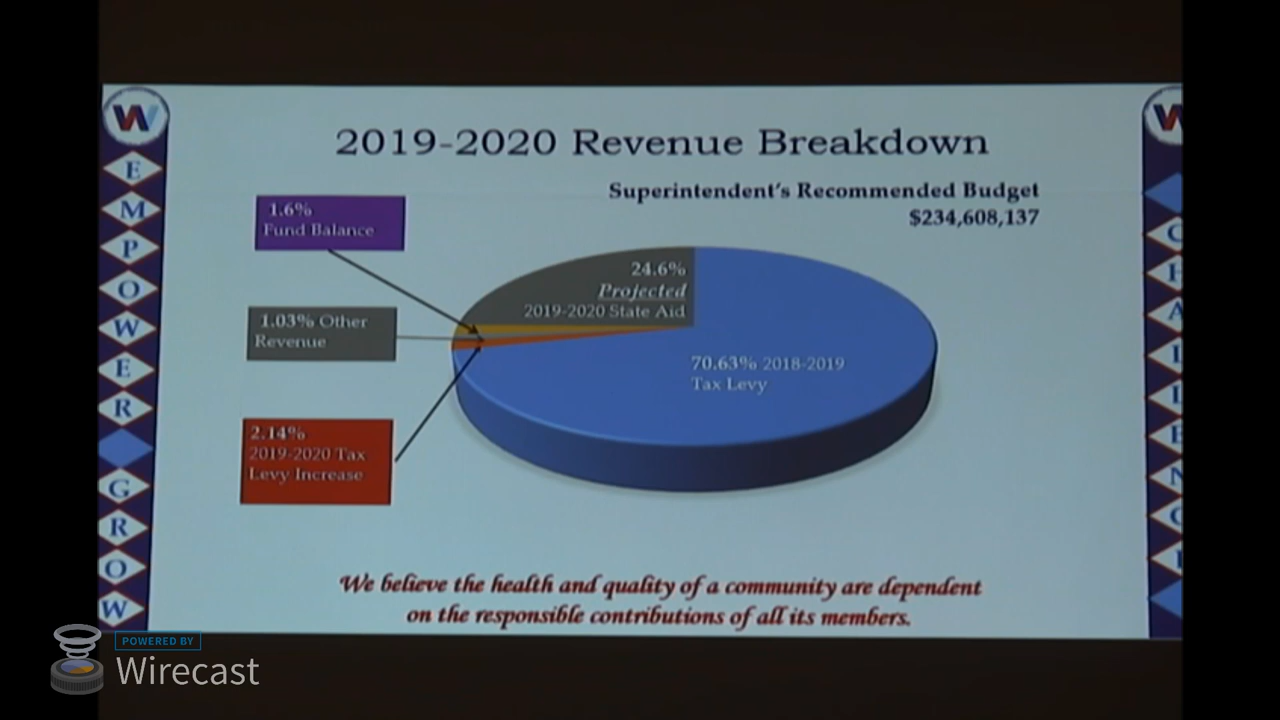 2019-2020 Revenue Breakdown
Superintendent's Recommended Budget
$234,608,137
1.6%
Fund Balance
24.6%
Projected
2019-2020 State Aid
1.03% Other
Revenue
70.63% 2018-2019
Tax Levy
2.14%
2019-2020 Tax
Levy Increase
We believe the health and quality of a community are dependent
on the responsible contributions of all its members.
W
E
M
P
O
W
E
R
G
R
O
W
W
C
H
A
L
L
E
N
G
E
POWERED BY
Wirecast